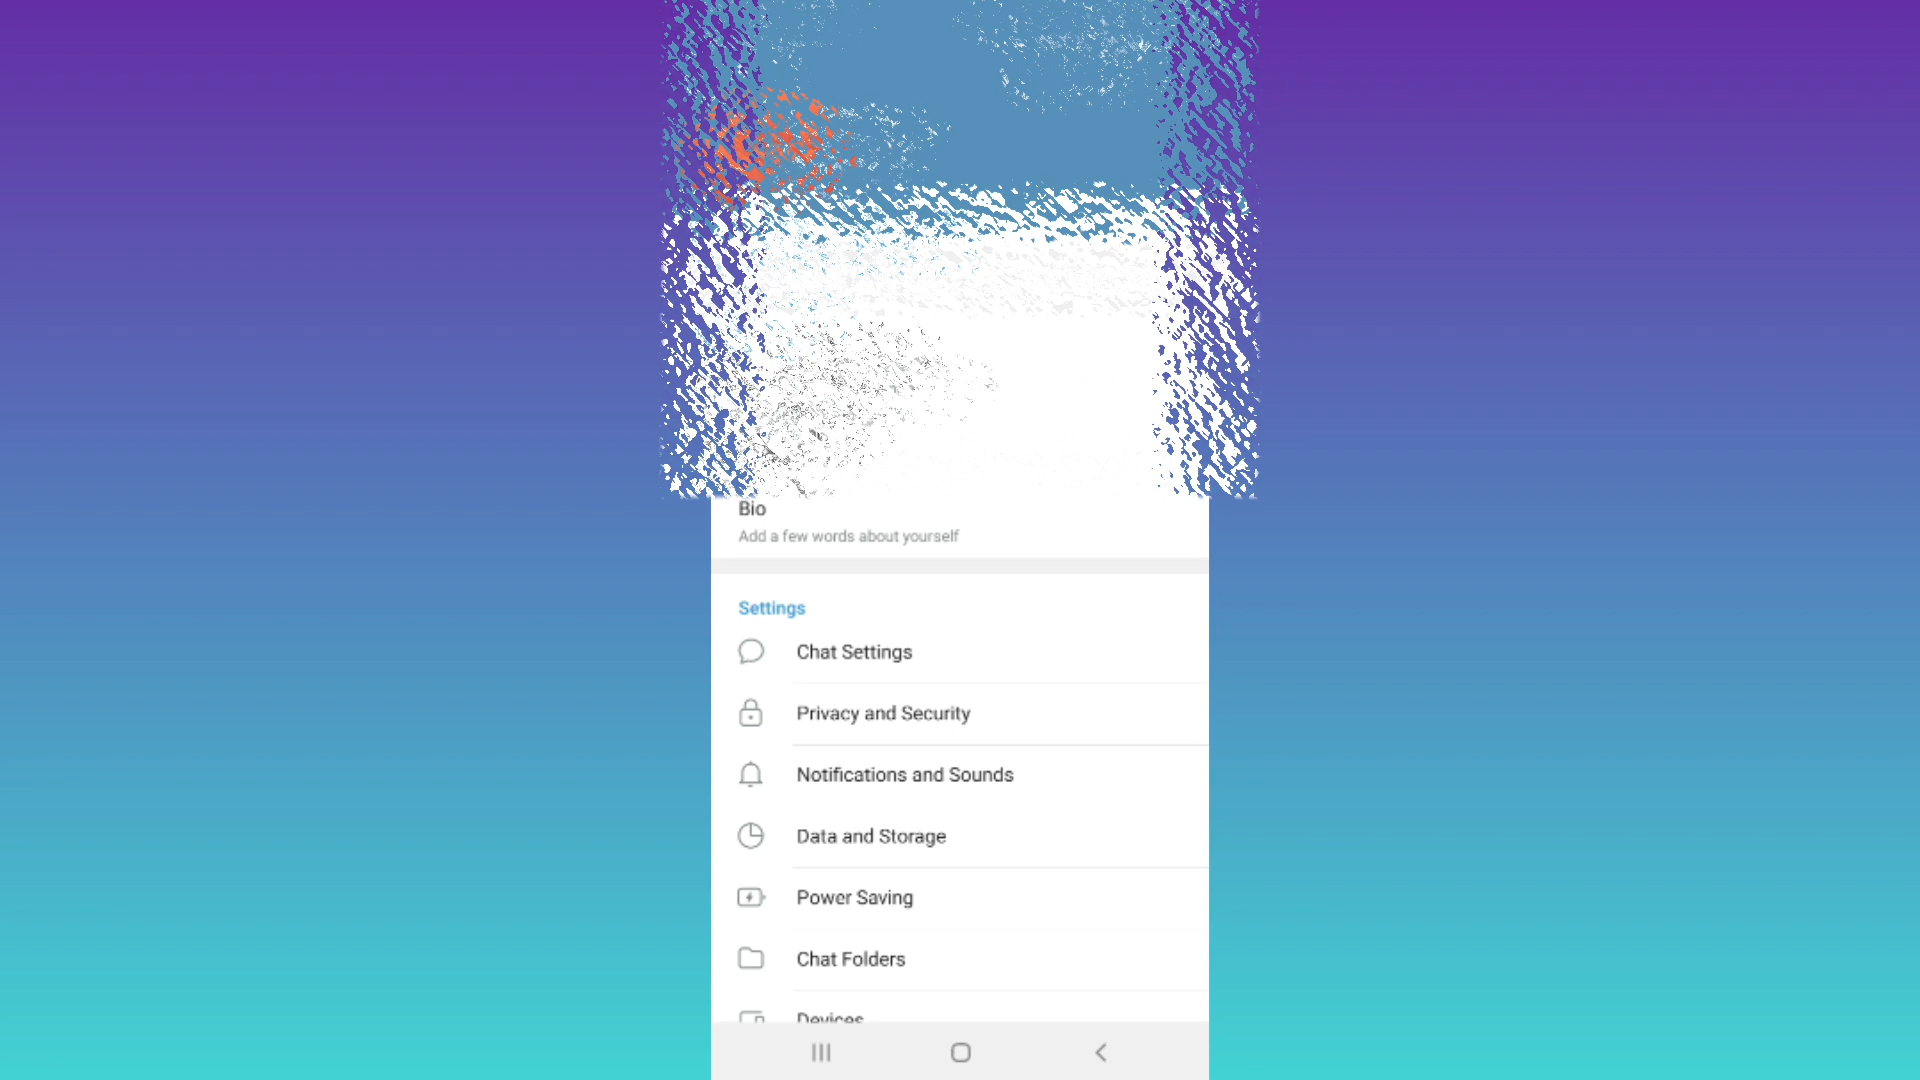 Bio
Add a few words about yourself
Settings
Chat Settings
Privacy and Security
Notifications and Sounds
Data and Storage
Power Saving
Chat Folders
Devices